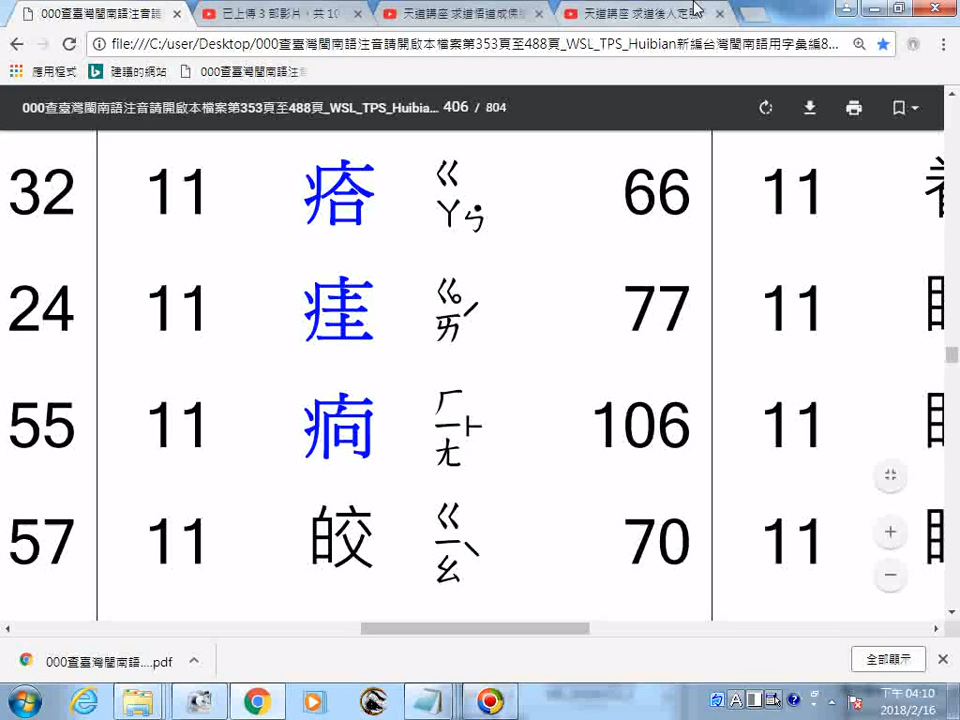 000查臺灣閩南語注音請 已上傳 3 部影片，共 10 天道講座 求道悟道成佛 天道講座 求道後人定
file:///C:/user/Desktop/000查臺灣閩南語注音請開啟本檔案第353頁至488頁_WSL_TPS_Huibian新編台灣閩南語用字彙編8...
應用程式 建議的網站 000查臺灣閩南語注音
000查臺灣閩南語注音請開啟本檔案第353頁至488頁_WSL_TPS_Huibia... 406 / 804
32 11 㾑 ㄍㄚㄣ˙ 66 11
24 11 㾏 ㆣㄞˊ 77 11
55 11 痐 ㄏㄧㄤ˫ 106 11
57 11 皎 ㄍㄧㄠˋ 70 11
000查臺灣閩南語....pdf 全部顯示
下午 04:10
2018/2/16